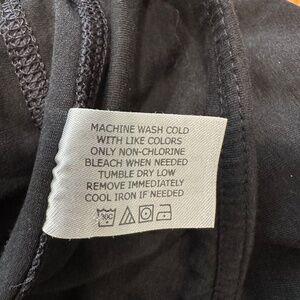 MACHINE WASH COLD
WITH LIKE COLORS
ONLY NON-CHLORINE
BLEACH WHEN NEEDED
TUMBLE DRY LOW
REMOVE IMMEDIATELY
COOL IRON IF NEEDED
30C